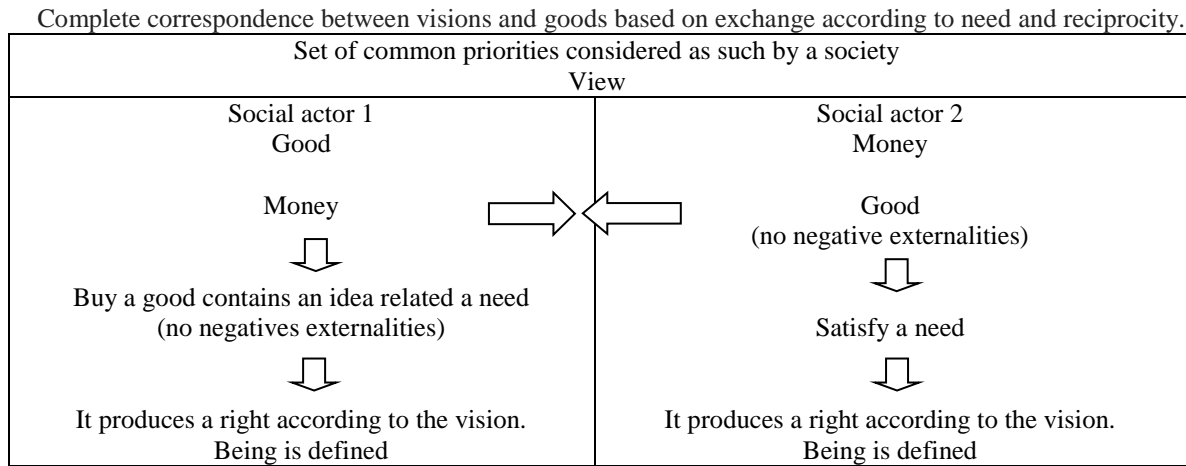 Complete correspondence between visions and goods based on exchange according to need and reciprocity.
Set of common priorities considered as such by a society
View
Social actor 1
Good
Money
Buy a good contains an idea related a need
(no negatives externalities)
It produces a right according to the vision.
Being is defined
Social actor 2
Money
Good
(no negative externalities)
Satisfy a need
It produces a right according to the vision.
Being is defined